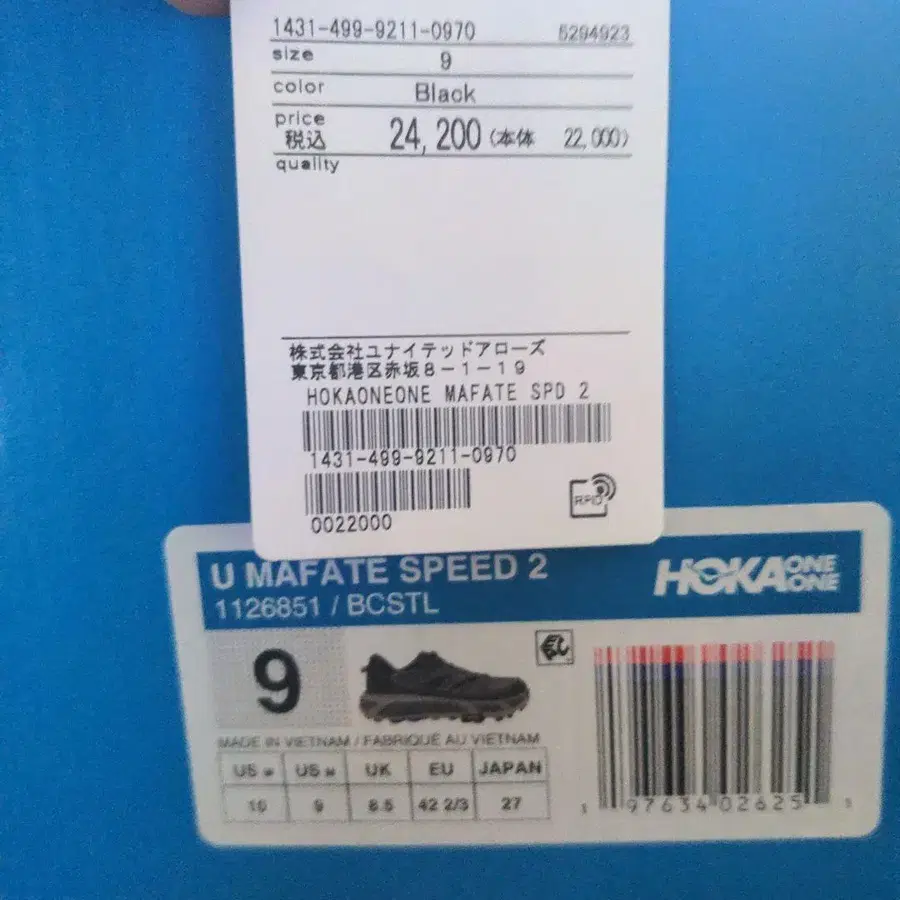 1431-499-9211-0970 5294923
size 9
color Black
price
税込 24,200 (本体 22,000)
quality
株式会社ユナイテッドアローズ
東京都港区赤坂8-1-19
HOKAONEONE MAFATE SPD 2
1431-499-9211-0970
RFID
0022000
U MAFATE SPEED 2
HOKA ONE ONE
1126851 / BCSTL
9
MADE IN VIETNAM / FABRIQUÉ AU VIETNAM
US W US M UK EU JAPAN
10 9 8.5 42 2/3 27
1 97634 02625